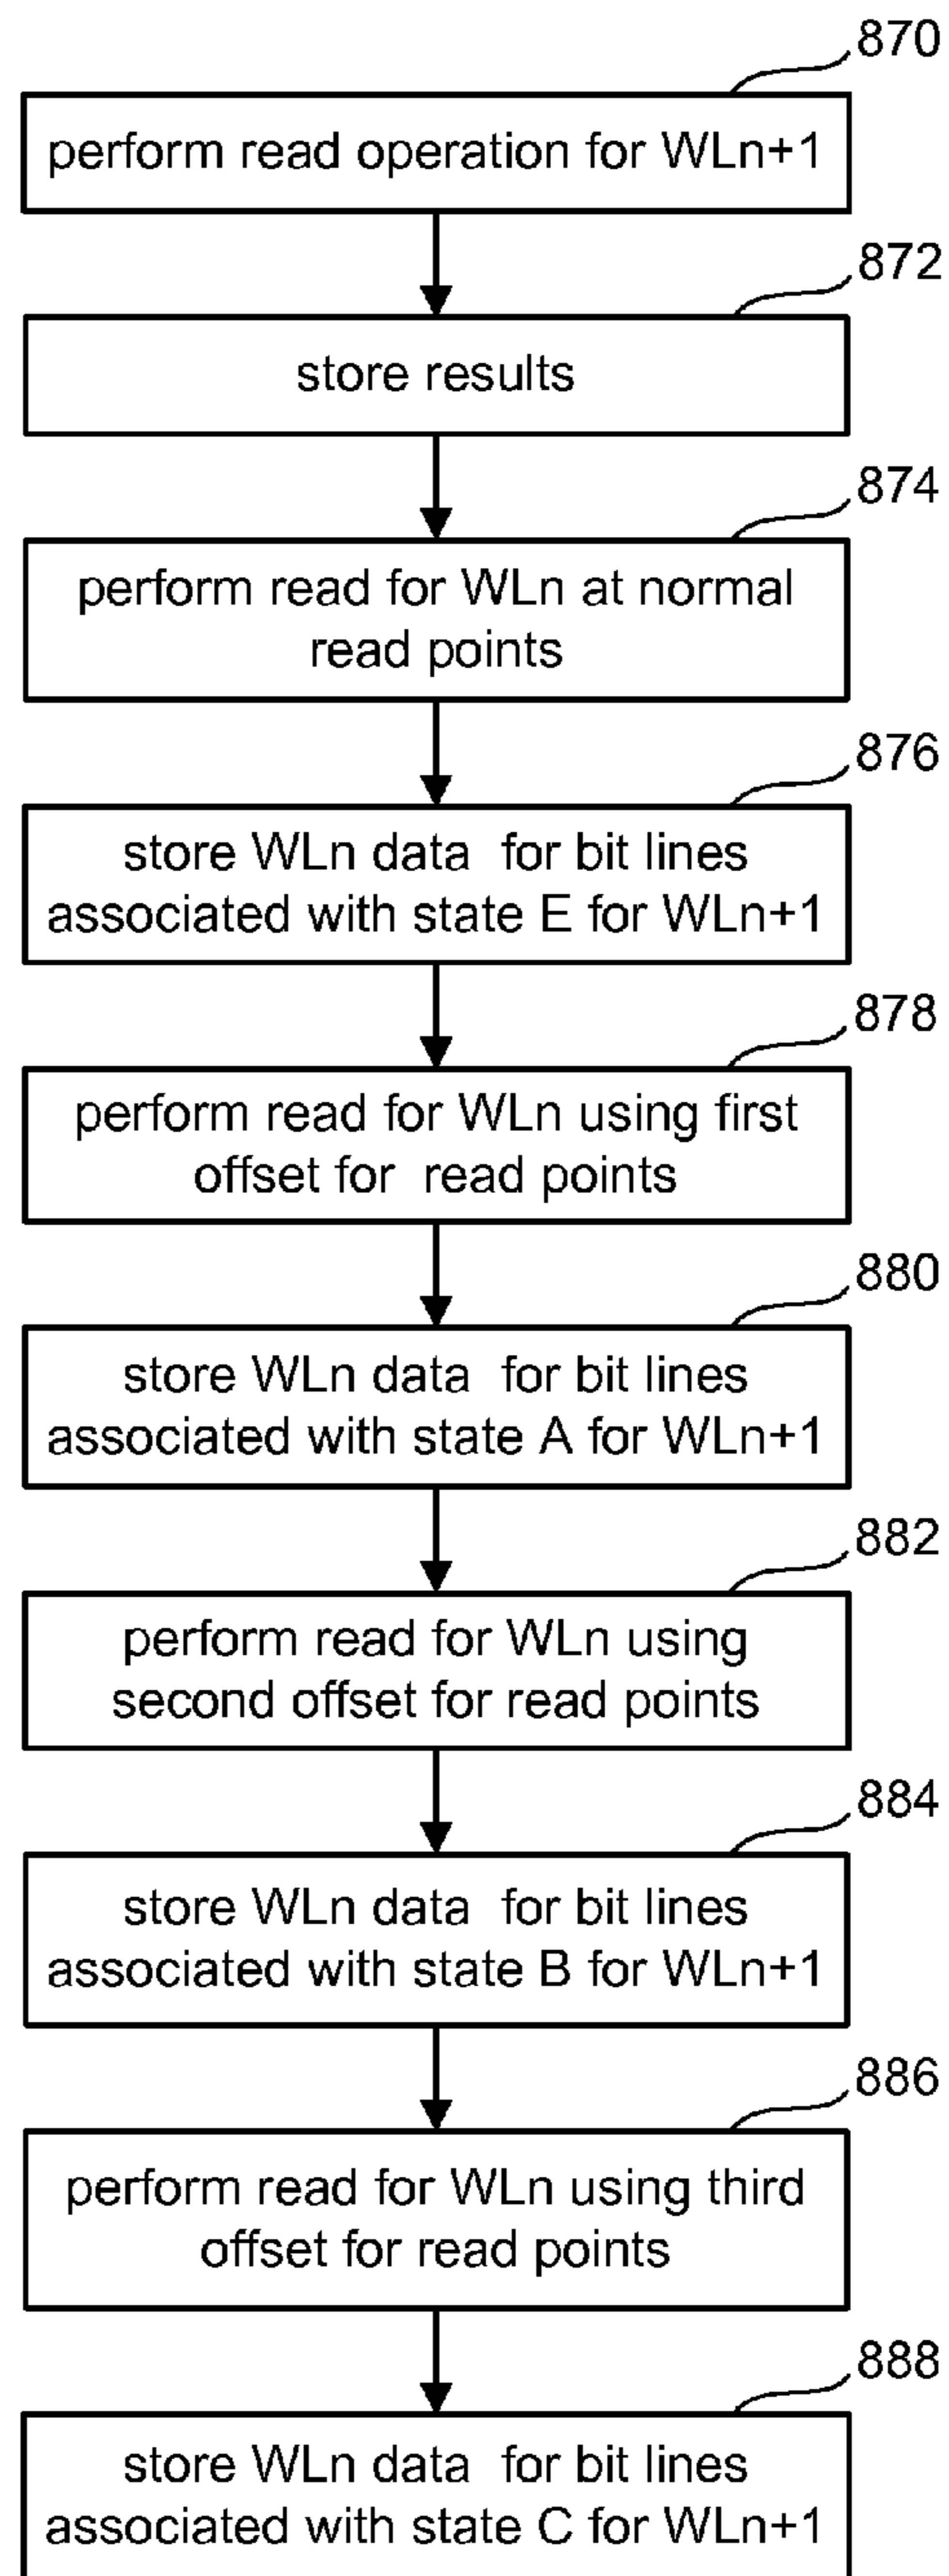 870
perform read operation for WLn+1
872
store results
874
perform read for WLn at normal
read points
876
store WLn data for bit lines
associated with state E for WLn+1
878
perform read for WLn using first
offset for read points
880
store WLn data for bit lines
associated with state A for WLn+1
882
perform read for WLn using
second offset for read points
884
store WLn data for bit lines
associated with state B for WLn+1
886
perform read for WLn using third
offset for read points
888
store WLn data for bit lines
associated with state C for WLn+1